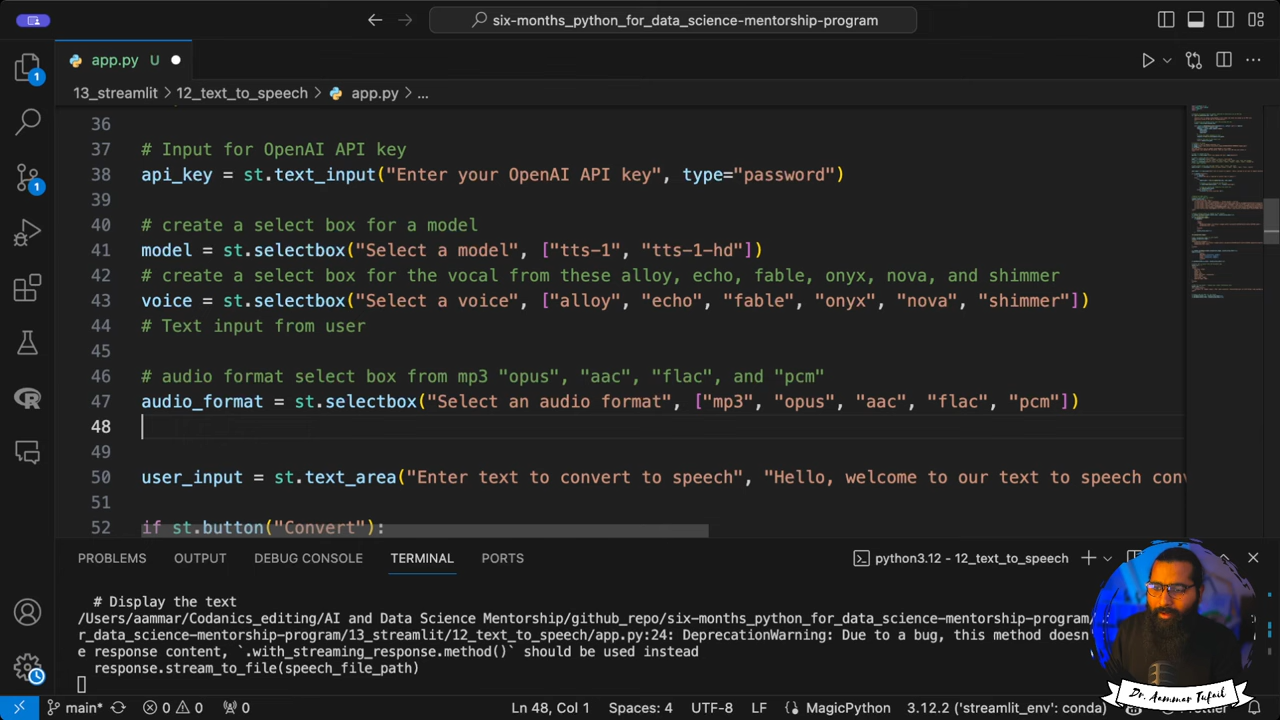 six-months_python_for_data_science-mentorship-program
1
app.py U
13_streamlit > 12_text_to_speech > app.py > ...
36
37 # Input for OpenAI API key
38 api_key = st.text_input("Enter your OpenAI API key", type="password")
39
40 # create a select box for a model
41 model = st.selectbox("Select a model", ["tts-1", "tts-1-hd"])
42 # create a select box for the vocal from these alloy, echo, fable, onyx, nova, and shimmer
43 voice = st.selectbox("Select a voice", ["alloy", "echo", "fable", "onyx", "nova", "shimmer"])
44 # Text input from user
45
46 # audio format select box from mp3 "opus", "aac", "flac", and "pcm"
47 audio_format = st.selectbox("Select an audio format", ["mp3", "opus", "aac", "flac", "pcm"])
48
49
50 user_input = st.text_area("Enter text to convert to speech", "Hello, welcome to our text to speech conv
51
52 if st.button("Convert"):
1
PROBLEMS OUTPUT DEBUG CONSOLE TERMINAL PORTS python3.12 - 12_text_to_speech
# Display the text
/Users/aammar/Codanics_editing/AI and Data Science Mentorship/github_repo/six-months_python_for_data_science-mentorship-program/
r_data_science-mentorship-program/13_streamlit/12_text_to_speech/app.py:24: DeprecationWarning: Due to a bug, this method doesn
e response content, `.with_streaming_response.method()` should be used instead
response.stream_to_file(speech_file_path)
Dr. Aammar Tufail
main* 0 0 0 Ln 48, Col 1 Spaces: 4 UTF-8 LF MagicPython 3.12.2 ('streamlit_env': conda)